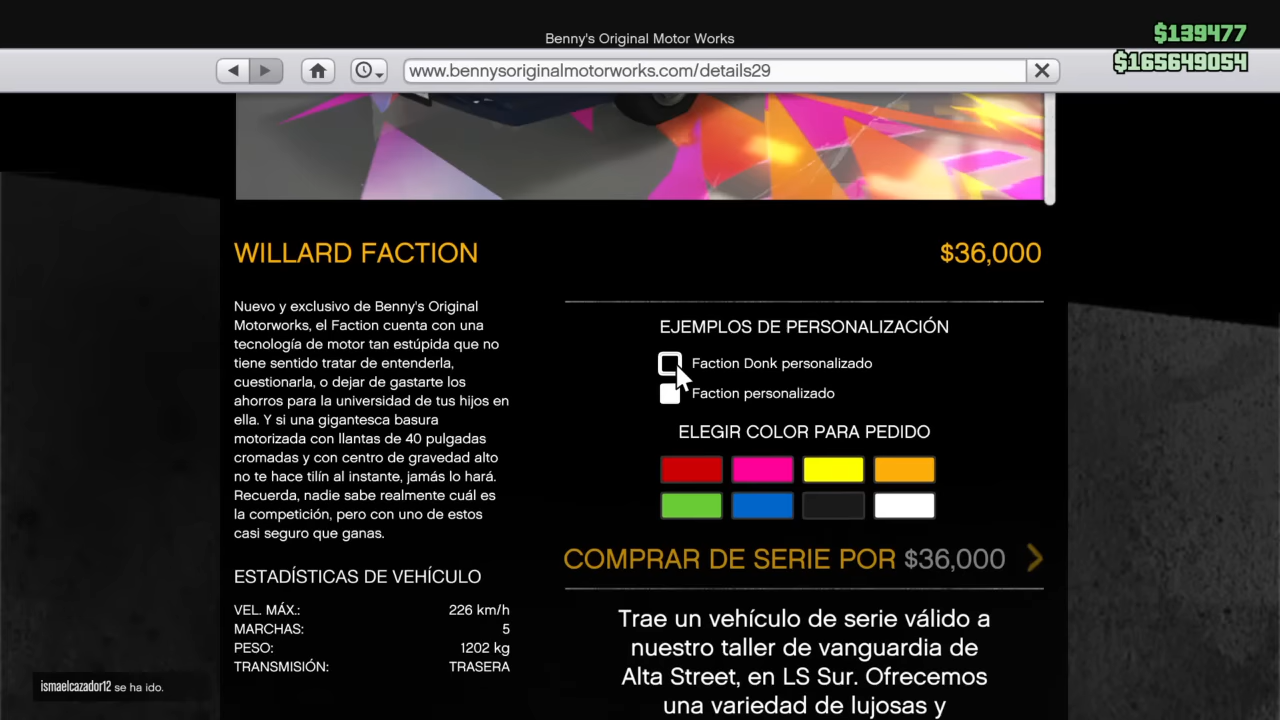 Benny's Original Motor Works
$139477
www.bennysoriginalmotorworks.com/details29
$165649054
WILLARD FACTION
$36,000
Nuevo y exclusivo de Benny's Original
Motorworks, el Faction cuenta con una
tecnología de motor tan estúpida que no
tiene sentido tratar de entenderla,
cuestionarla, o dejar de gastarte los
ahorros para la universidad de tus hijos en
ella. Y si una gigantesca basura
motorizada con llantas de 40 pulgadas
cromadas y con centro de gravedad alto
no te hace tilín al instante, jamás lo hará.
Recuerda, nadie sabe realmente cuál es
la competición, pero con uno de estos
casi seguro que ganas.
ESTADÍSTICAS DE VEHÍCULO
VEL. MÁX.: 226 km/h
MARCHAS: 5
PESO: 1202 kg
TRANSMISIÓN: TRASERA
EJEMPLOS DE PERSONALIZACIÓN
Faction Donk personalizado
Faction personalizado
ELEGIR COLOR PARA PEDIDO
COMPRAR DE SERIE POR $36,000
Trae un vehículo de serie válido a
nuestro taller de vanguardia de
Alta Street, en LS Sur. Ofrecemos
una variedad de lujosas y
ismaelcazador12 se ha ido.